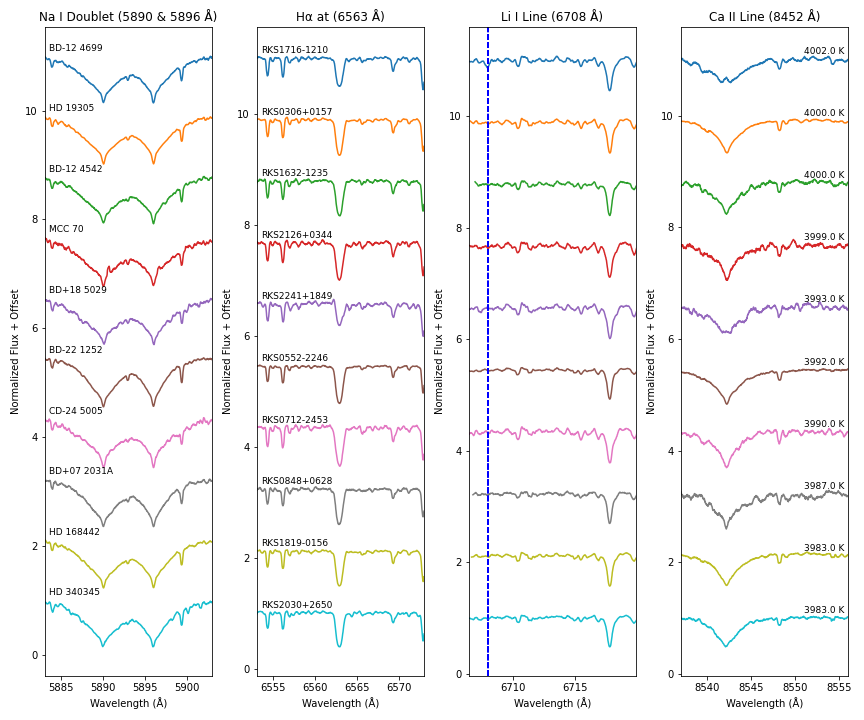 Na I Doublet (5890 & 5896 Å)
Normalized Flux + Offset
10
8
6
4
2
0
BD-12 4699
HD 19305
BD-12 4542
MCC 70
BD+18 5029
BD-22 1252
CD-24 5005
BD+07 2031A
HD 168442
HD 340345
5885 5890 5895 5900
Wavelength (Å)
Hα at (6563 Å)
Normalized Flux + Offset
10
8
6
4
2
0
RKS1716-1210
RKS0306+0157
RKS1632-1235
RKS2126+0344
RKS2241+1849
RKS0552-2246
RKS0712-2453
RKS0848+0628
RKS1819-0156
RKS2030+2650
6555 6560 6565 6570
Wavelength (Å)
Li I Line (6708 Å)
Normalized Flux + Offset
10
8
6
4
2
0
6710 6715
Wavelength (Å)
Ca II Line (8452 Å)
Normalized Flux + Offset
10
8
6
4
2
0
4002.0 K
4000.0 K
4000.0 K
3999.0 K
3993.0 K
3992.0 K
3990.0 K
3987.0 K
3983.0 K
3983.0 K
8540 8545 8550 8555
Wavelength (Å)